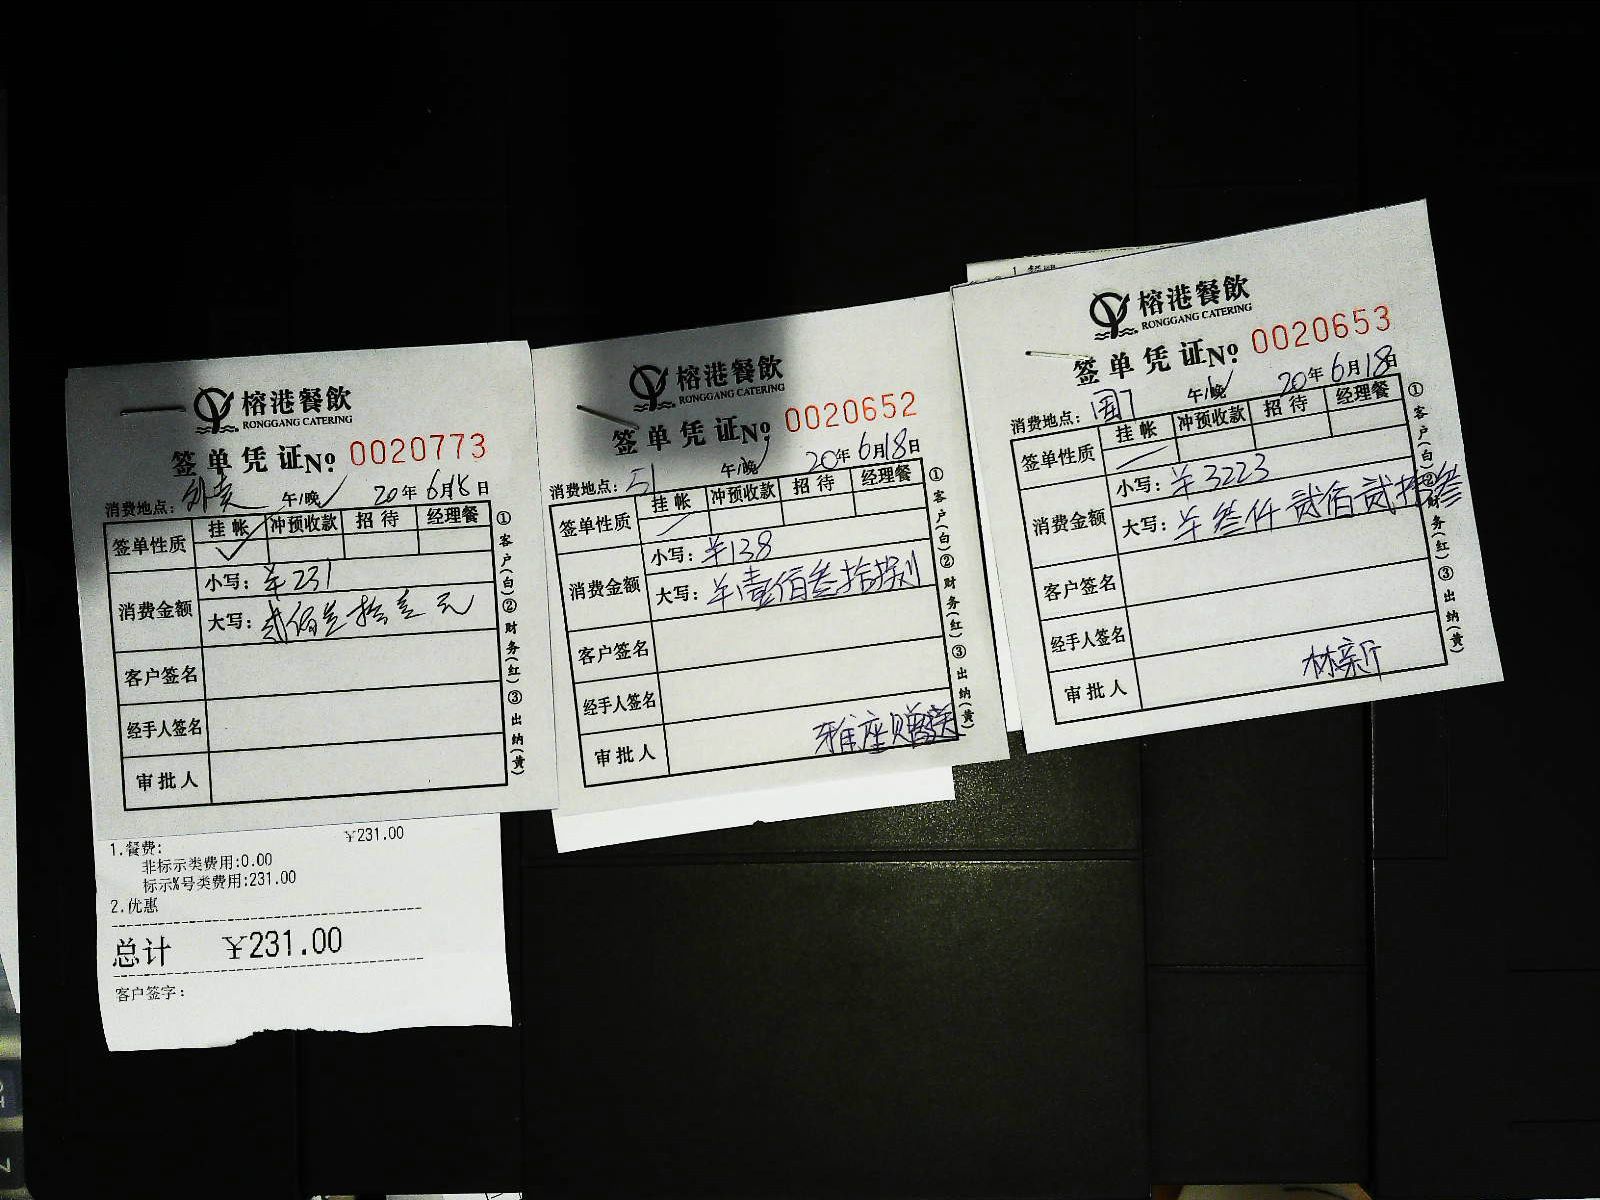 榕港餐飲
RONGGANG CATERING
签单凭证No 0020773
消费地点: 外卖 午/晚 20年6月18日
签单性质 挂帐 冲预收款 招待 经理餐
消费金额 小写: ¥231
大写: 贰佰叁拾壹元
客户签名
经手人签名
审批人
①客户(白)②财务(红)③出纳(黄)
¥231.00
1.餐费:
非标示类费用:0.00
标示%号类费用:231.00
2.优惠
总计 ¥231.00
客户签字:
榕港餐飲
RONGGANG CATERING
签单凭证No 0020652
消费地点: 51 午/晚 20年6月18日
签单性质 挂帐 冲预收款 招待 经理餐
消费金额 小写: ¥138
大写: ¥壹佰叁拾捌
客户签名
经手人签名
审批人 雅座赠送
①客户(白)②财务(红)③出纳(黄)
榕港餐飲
RONGGANG CATERING
签单凭证No 0020653
消费地点: 午/晚 20年6月18日
签单性质 挂帐 冲预收款 招待 经理餐
消费金额 小写: ¥3223
大写: ¥叁仟贰佰贰拾叁
客户签名
经手人签名
审批人 林亲厅
①客户(白)②财务(红)③出纳(黄)